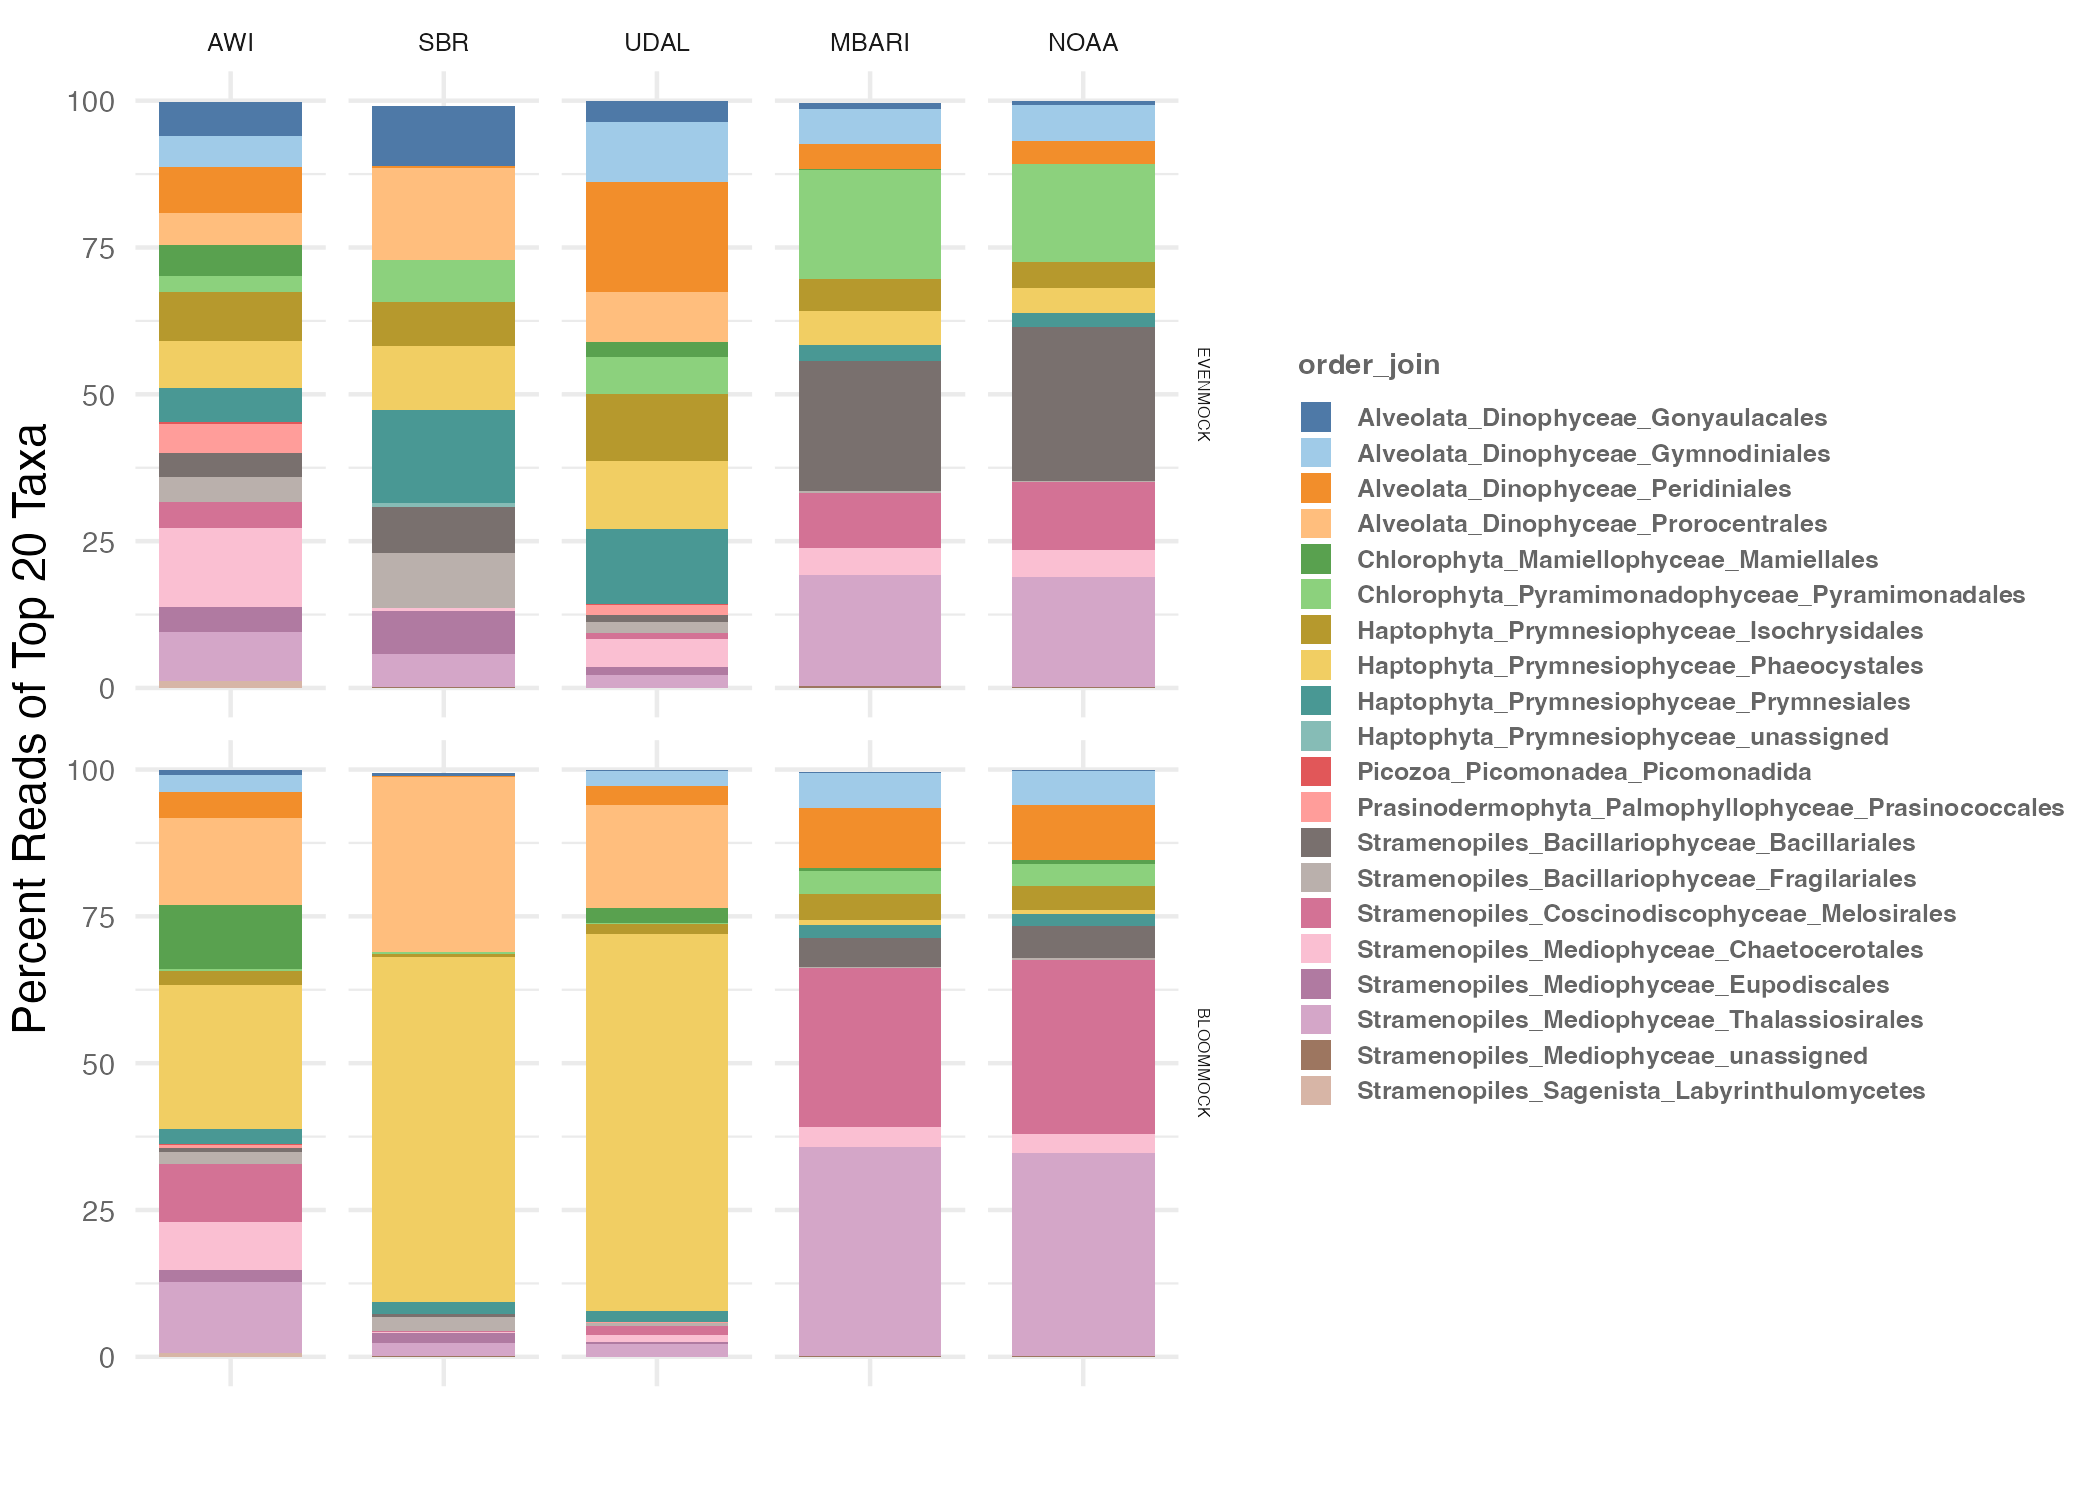 AWI SBR UDAL MBARI NOAA
Percent Reads of Top 20 Taxa
100
75
50
25
0
EVENMOCK
100
75
50
25
0
BLOOMMOCK
order_join
Alveolata_Dinophyceae_Gonyaulacales
Alveolata_Dinophyceae_Gymnodiniales
Alveolata_Dinophyceae_Peridiniales
Alveolata_Dinophyceae_Prorocentrales
Chlorophyta_Mamiellophyceae_Mamiellales
Chlorophyta_Pyramimonadophyceae_Pyramimonadales
Haptophyta_Prymnesiophyceae_Isochrysidales
Haptophyta_Prymnesiophyceae_Phaeocystales
Haptophyta_Prymnesiophyceae_Prymnesiales
Haptophyta_Prymnesiophyceae_unassigned
Picozoa_Picomonadea_Picomonadida
Prasinodermophyta_Palmophyllophyceae_Prasinococcales
Stramenopiles_Bacillariophyceae_Bacillariales
Stramenopiles_Bacillariophyceae_Fragilariales
Stramenopiles_Coscinodiscophyceae_Melosirales
Stramenopiles_Mediophyceae_Chaetocerotales
Stramenopiles_Mediophyceae_Eupodiscales
Stramenopiles_Mediophyceae_Thalassiosirales
Stramenopiles_Mediophyceae_unassigned
Stramenopiles_Sagenista_Labyrinthulomycetes